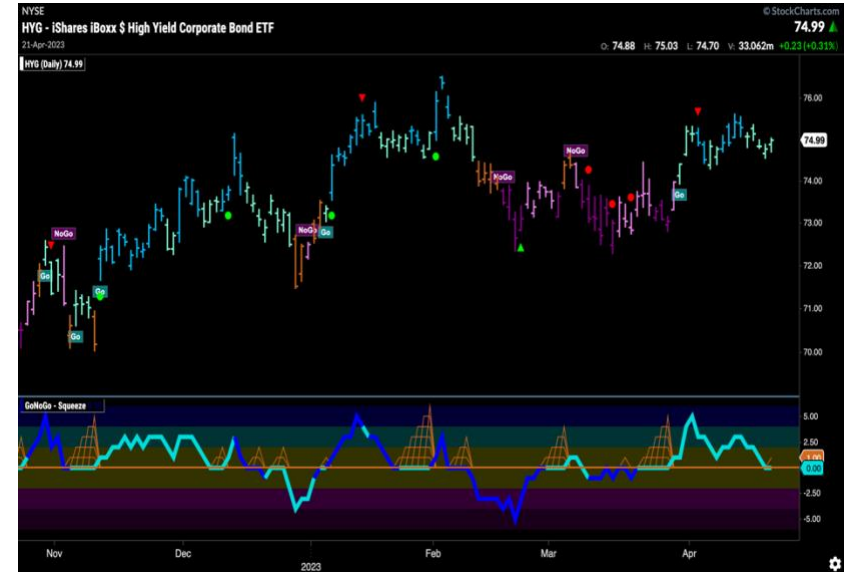 NYSE
© StockCharts.com
HYG - iShares iBoxx $ High Yield Corporate Bond ETF
74.99
21-Apr-2023
O: 74.88 H: 75.03 L: 74.70 V: 33.062m +0.23 (+0.31%)
HYG (Daily) 74.99
76.00
74.99
NoGo
74.00
NoGo
Go
73.00
NoGo
NoGo
Go
72.00
Go
Go
71.00
Go
70.00
GoNoGo - Squeeze
5.00
2.50
1.00
0.00
-2.50
-5.00
Nov
Dec
Feb
Mar
Apr
2023